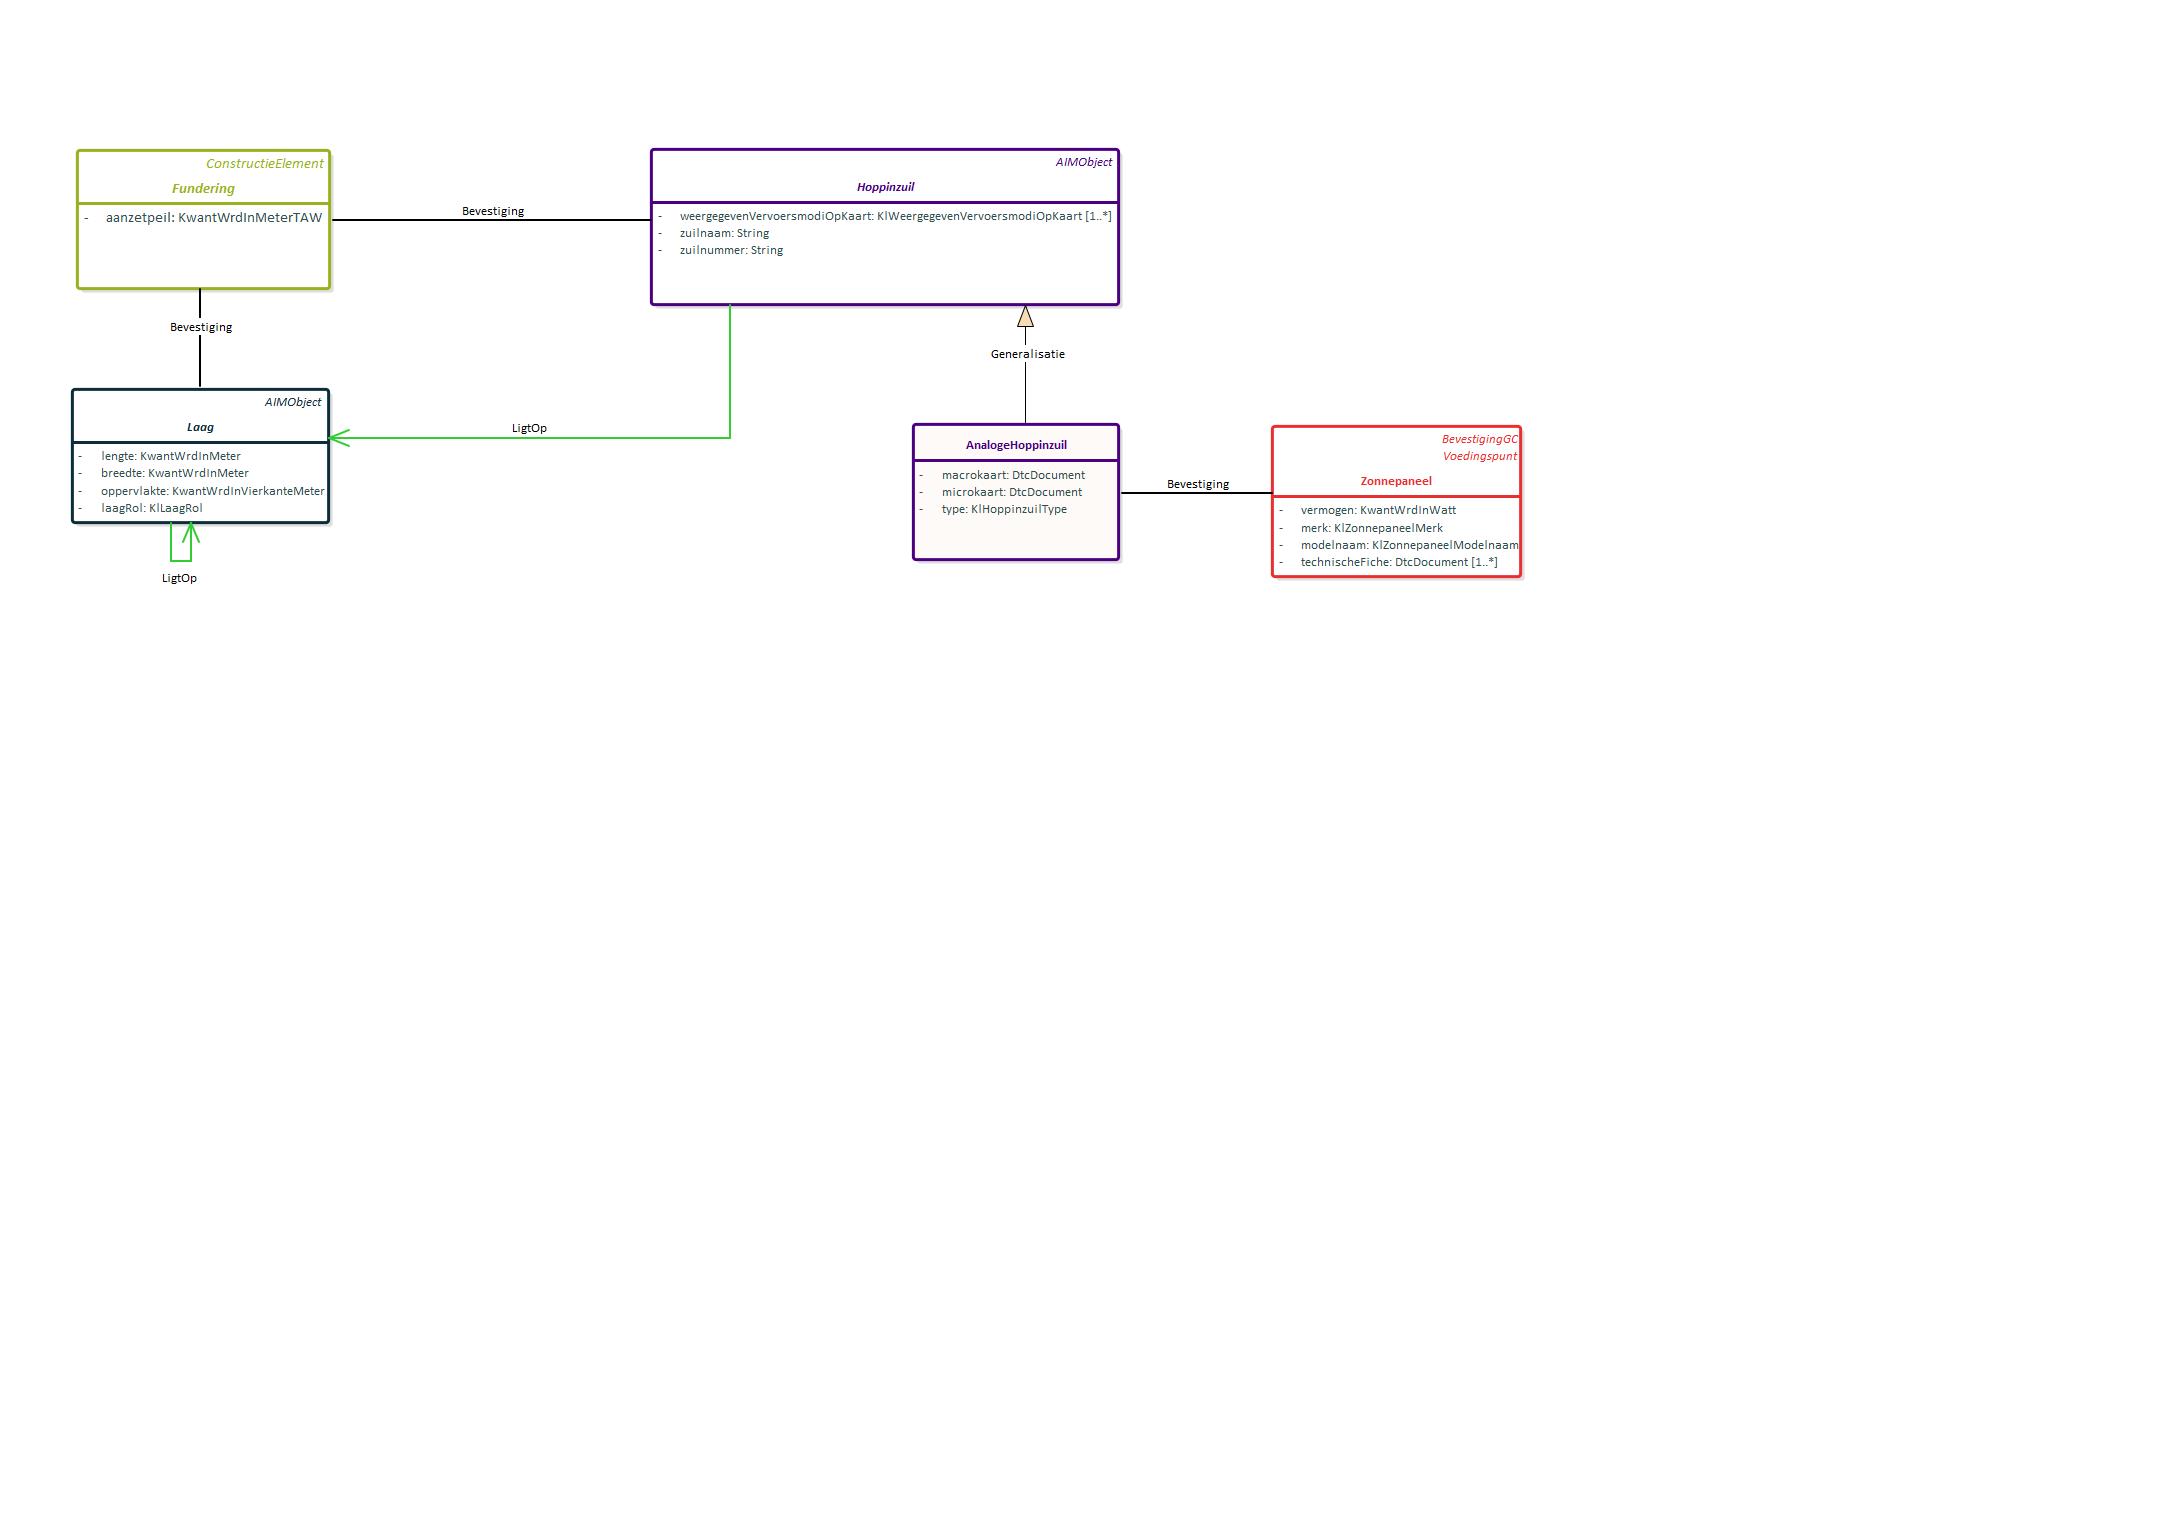 ConstructieElement
Fundering
- aanzetpeil: KwantWrdInMeterTAW
Bevestiging
AIMObject
Hoppinzuil
- weergegevenVervoersmodiOpKaart: KlWeergegevenVervoersmodiOpKaart [1..*]
- zuilnaam: String
- zuilnummer: String
Bevestiging
Generalisatie
AIMObject
Laag
- lengte: KwantWrdInMeter
- breedte: KwantWrdInMeter
- oppervlakte: KwantWrdInVierkanteMeter
- laagRol: KlLaagRol
LigtOp
LigtOp
AnalogeHoppinzuil
- macrokaart: DtcDocument
- microkaart: DtcDocument
- type: KlHoppinzuilType
Bevestiging
BevestigingGC
Voedingspunt
Zonnepaneel
- vermogen: KwantWrdInWatt
- merk: KlZonnepaneelMerk
- modelnaam: KlZonnepaneelModelnaam
- technischeFiche: DtcDocument [1..*]